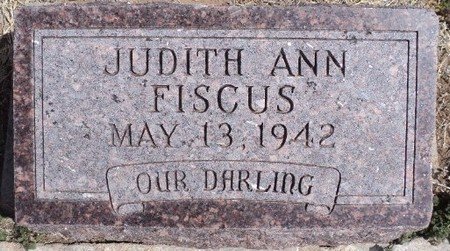 JUDITH ANN
FISCUS
MAY 13, 1942
OUR DARLING